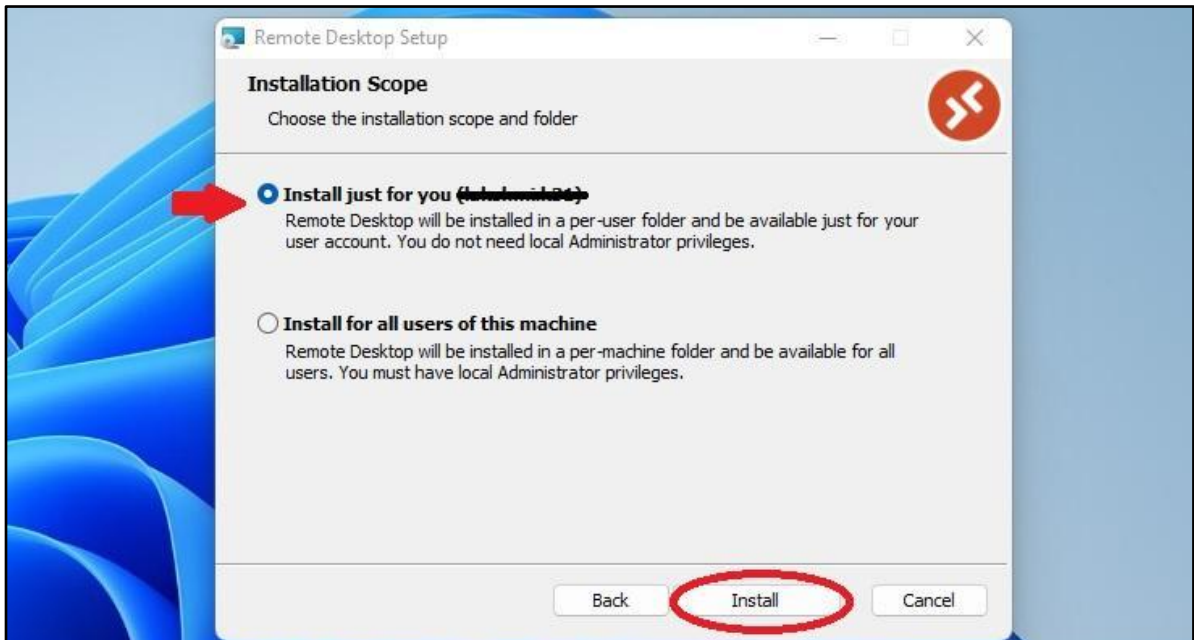 Remote Desktop Setup
Installation Scope
Choose the installation scope and folder
Install just for you
Remote Desktop will be installed in a per-user folder and be available just for your
user account. You do not need local Administrator privileges.
Install for all users of this machine
Remote Desktop will be installed in a per-machine folder and be available for all
users. You must have local Administrator privileges.
Back
Install
Cancel